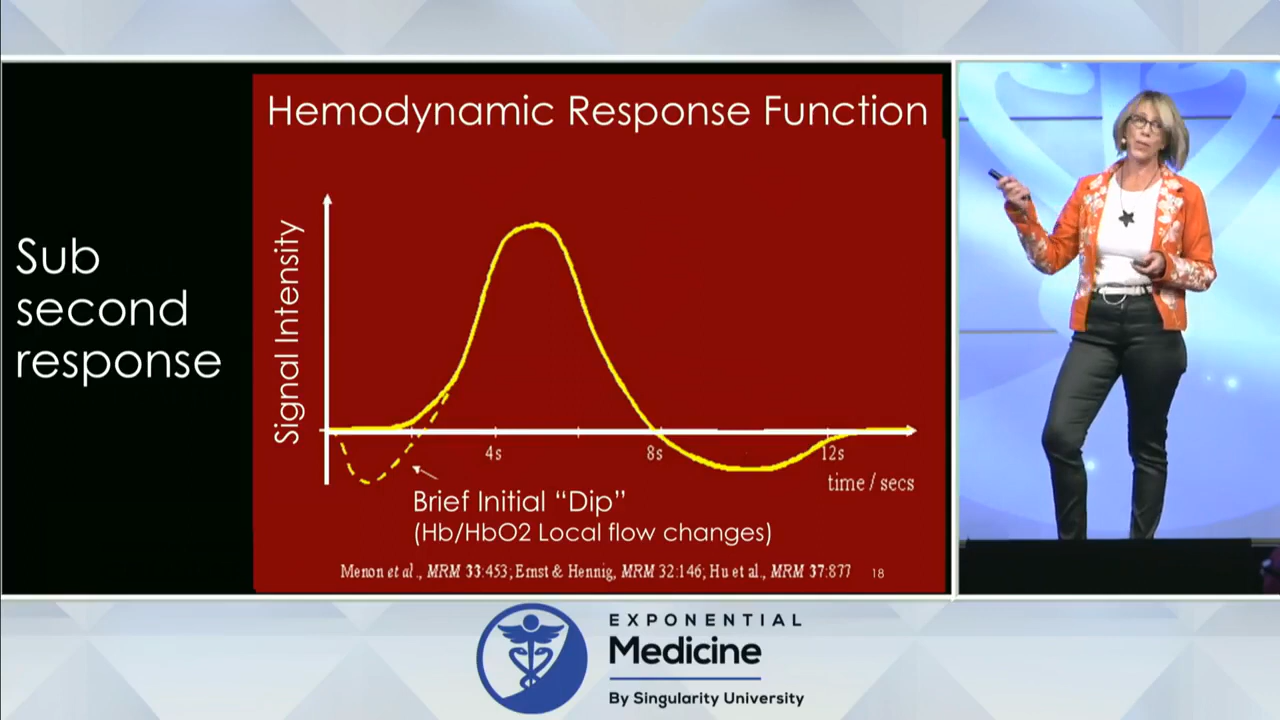 Sub
second
response
Hemodynamic Response Function
Signal Intensity
4s
8s
12s
time / secs
Brief Initial “Dip”
(Hb/HbO2 Local flow changes)
Menon et al., MRM 33:453; Ernst & Hennig, MRM 32:146; Hu et al., MRM 37:877
18
EXPONENTIAL
Medicine
By Singularity University